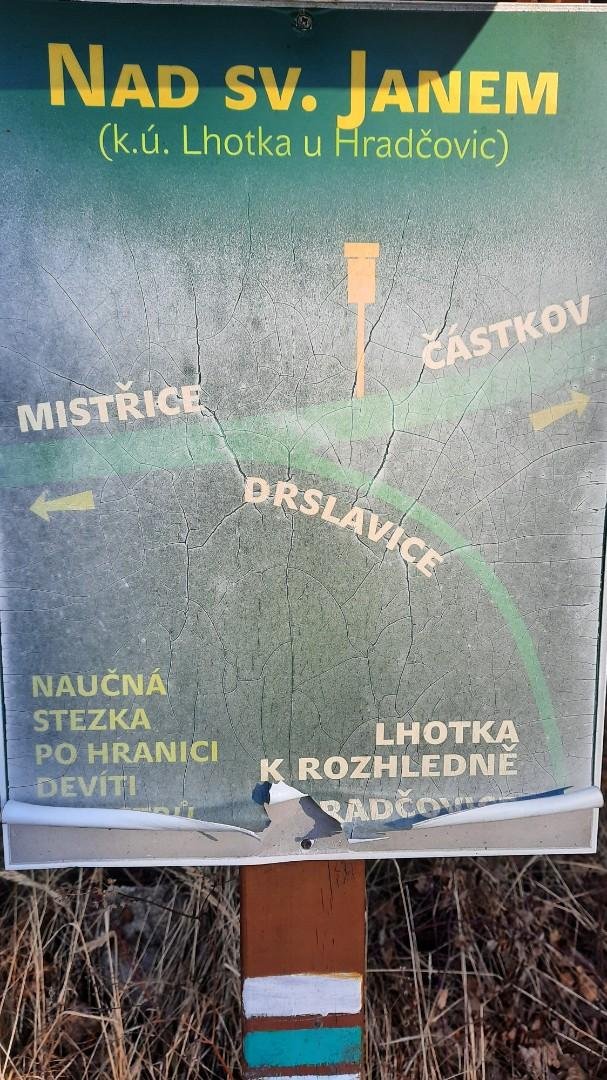 NAD SV. JANEM
(k.ú. Lhotka u Hradčovic)
ČÁSTKOV
MISTŘICE
DRSLAVICE
NAUČNÁ
STEZKA
PO HRANICI
DEVÍTI
LHOTKA
K ROZHLEDNĚ